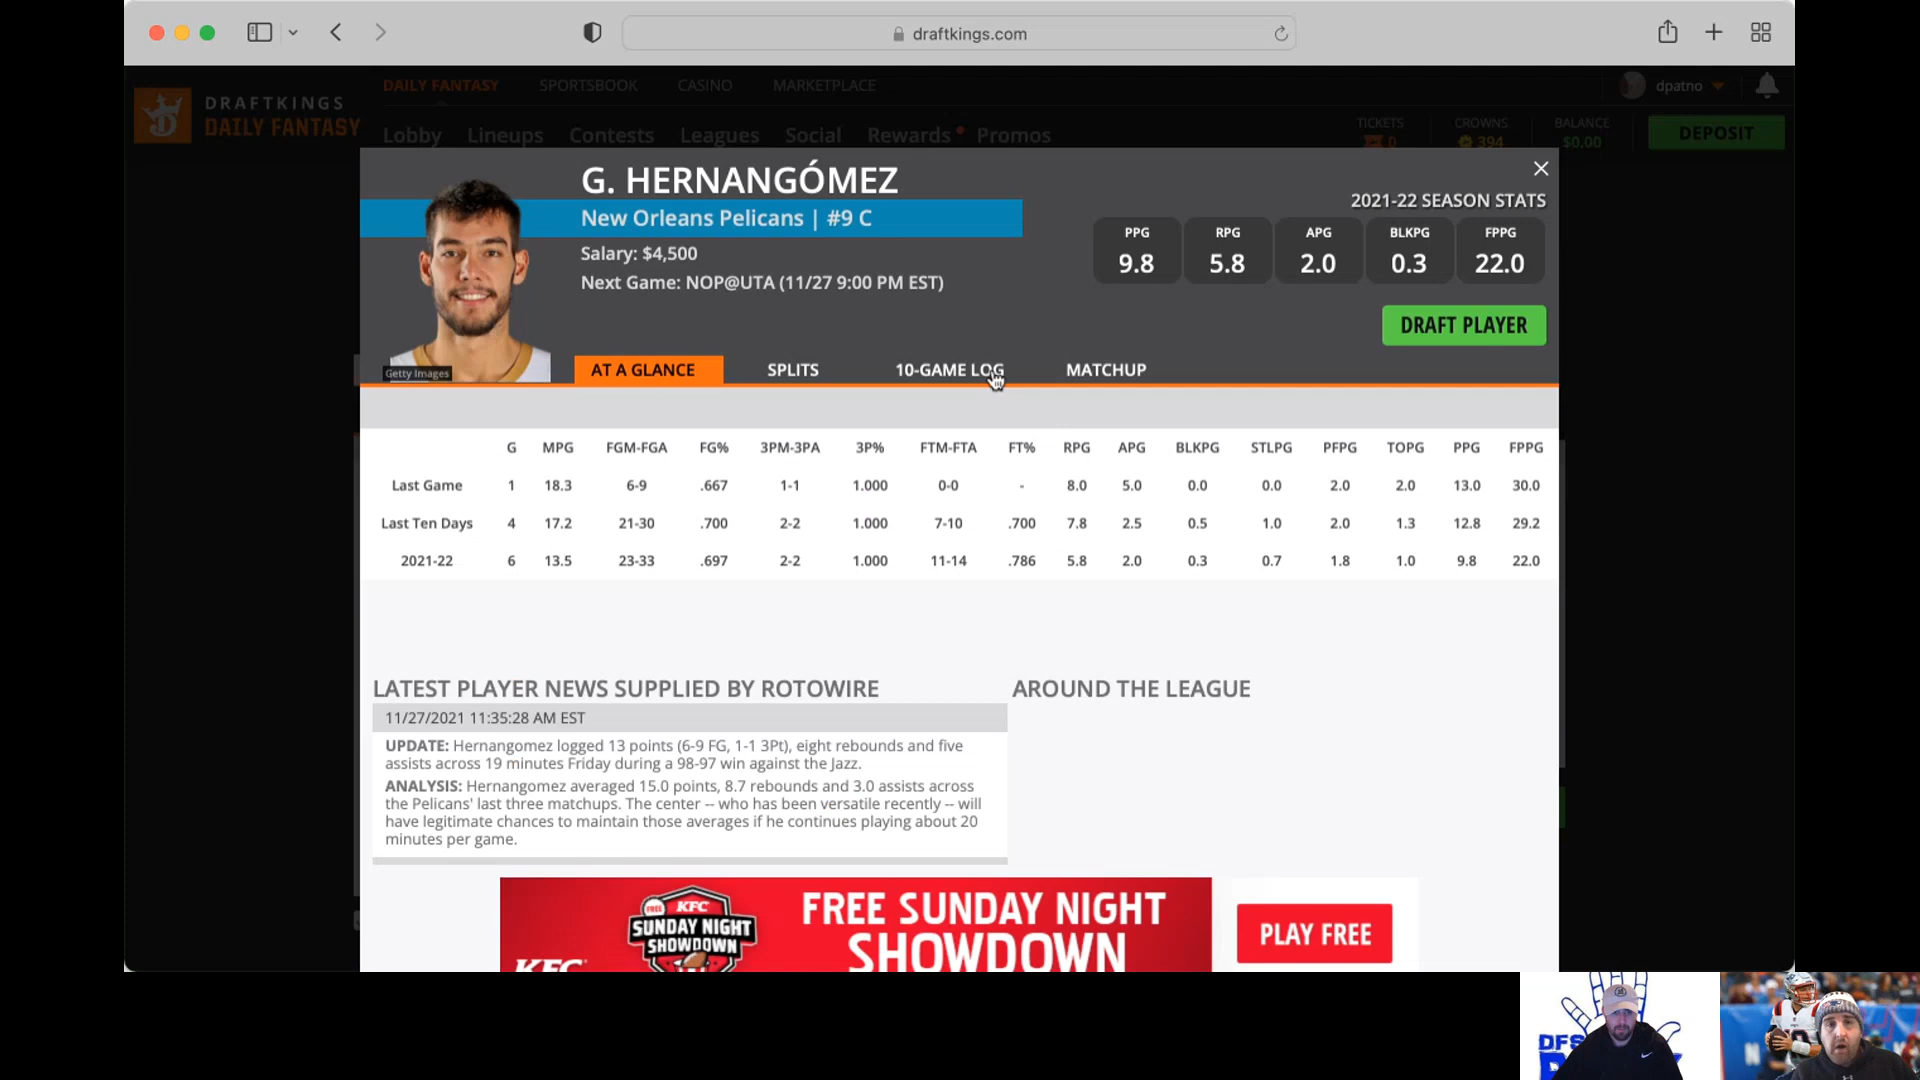 draftkings.com
DRAFTKINGS
DAILY FANTASY
DAILY FANTASY SPORTSBOOK CASINO MARKETPLACE
dpatno
Lobby Lineups Contests Leagues Social Rewards Promos
TICKETS CROWNS BALANCE
0 394 $0.00
DEPOSIT
G. HERNANGÓMEZ
New Orleans Pelicans | #9 C
Salary: $4,500
Next Game: NOP@UTA (11/27 9:00 PM EST)
2021-22 SEASON STATS
PPG RPG APG BLKPG FPPG
9.8 5.8 2.0 0.3 22.0
DRAFT PLAYER
Getty Images
AT A GLANCE SPLITS 10-GAME LOG MATCHUP
G MPG FGM-FGA FG% 3PM-3PA 3P% FTM-FTA FT% RPG APG BLKPG STLPG PFPG TOPG PPG FPPG
Last Game 1 18.3 6-9 .667 1-1 1.000 0-0 - 8.0 5.0 0.0 0.0 2.0 2.0 13.0 30.0
Last Ten Days 4 17.2 21-30 .700 2-2 1.000 7-10 .700 7.8 2.5 0.5 1.0 2.0 1.3 12.8 29.2
2021-22 6 13.5 23-33 .697 2-2 1.000 11-14 .786 5.8 2.0 0.3 0.7 1.8 1.0 9.8 22.0
LATEST PLAYER NEWS SUPPLIED BY ROTOWIRE
AROUND THE LEAGUE
11/27/2021 11:35:28 AM EST
UPDATE: Hernangomez logged 13 points (6-9 FG, 1-1 3Pt), eight rebounds and five
assists across 19 minutes Friday during a 98-97 win against the Jazz.
ANALYSIS: Hernangomez averaged 15.0 points, 8.7 rebounds and 3.0 assists across
the Pelicans' last three matchups. The center -- who has been versatile recently -- will
have legitimate chances to maintain those averages if he continues playing about 20
minutes per game.
FREE KFC
SUNDAY NIGHT
SHOWDOWN
KFC
FREE SUNDAY NIGHT
SHOWDOWN
PLAY FREE
DFS